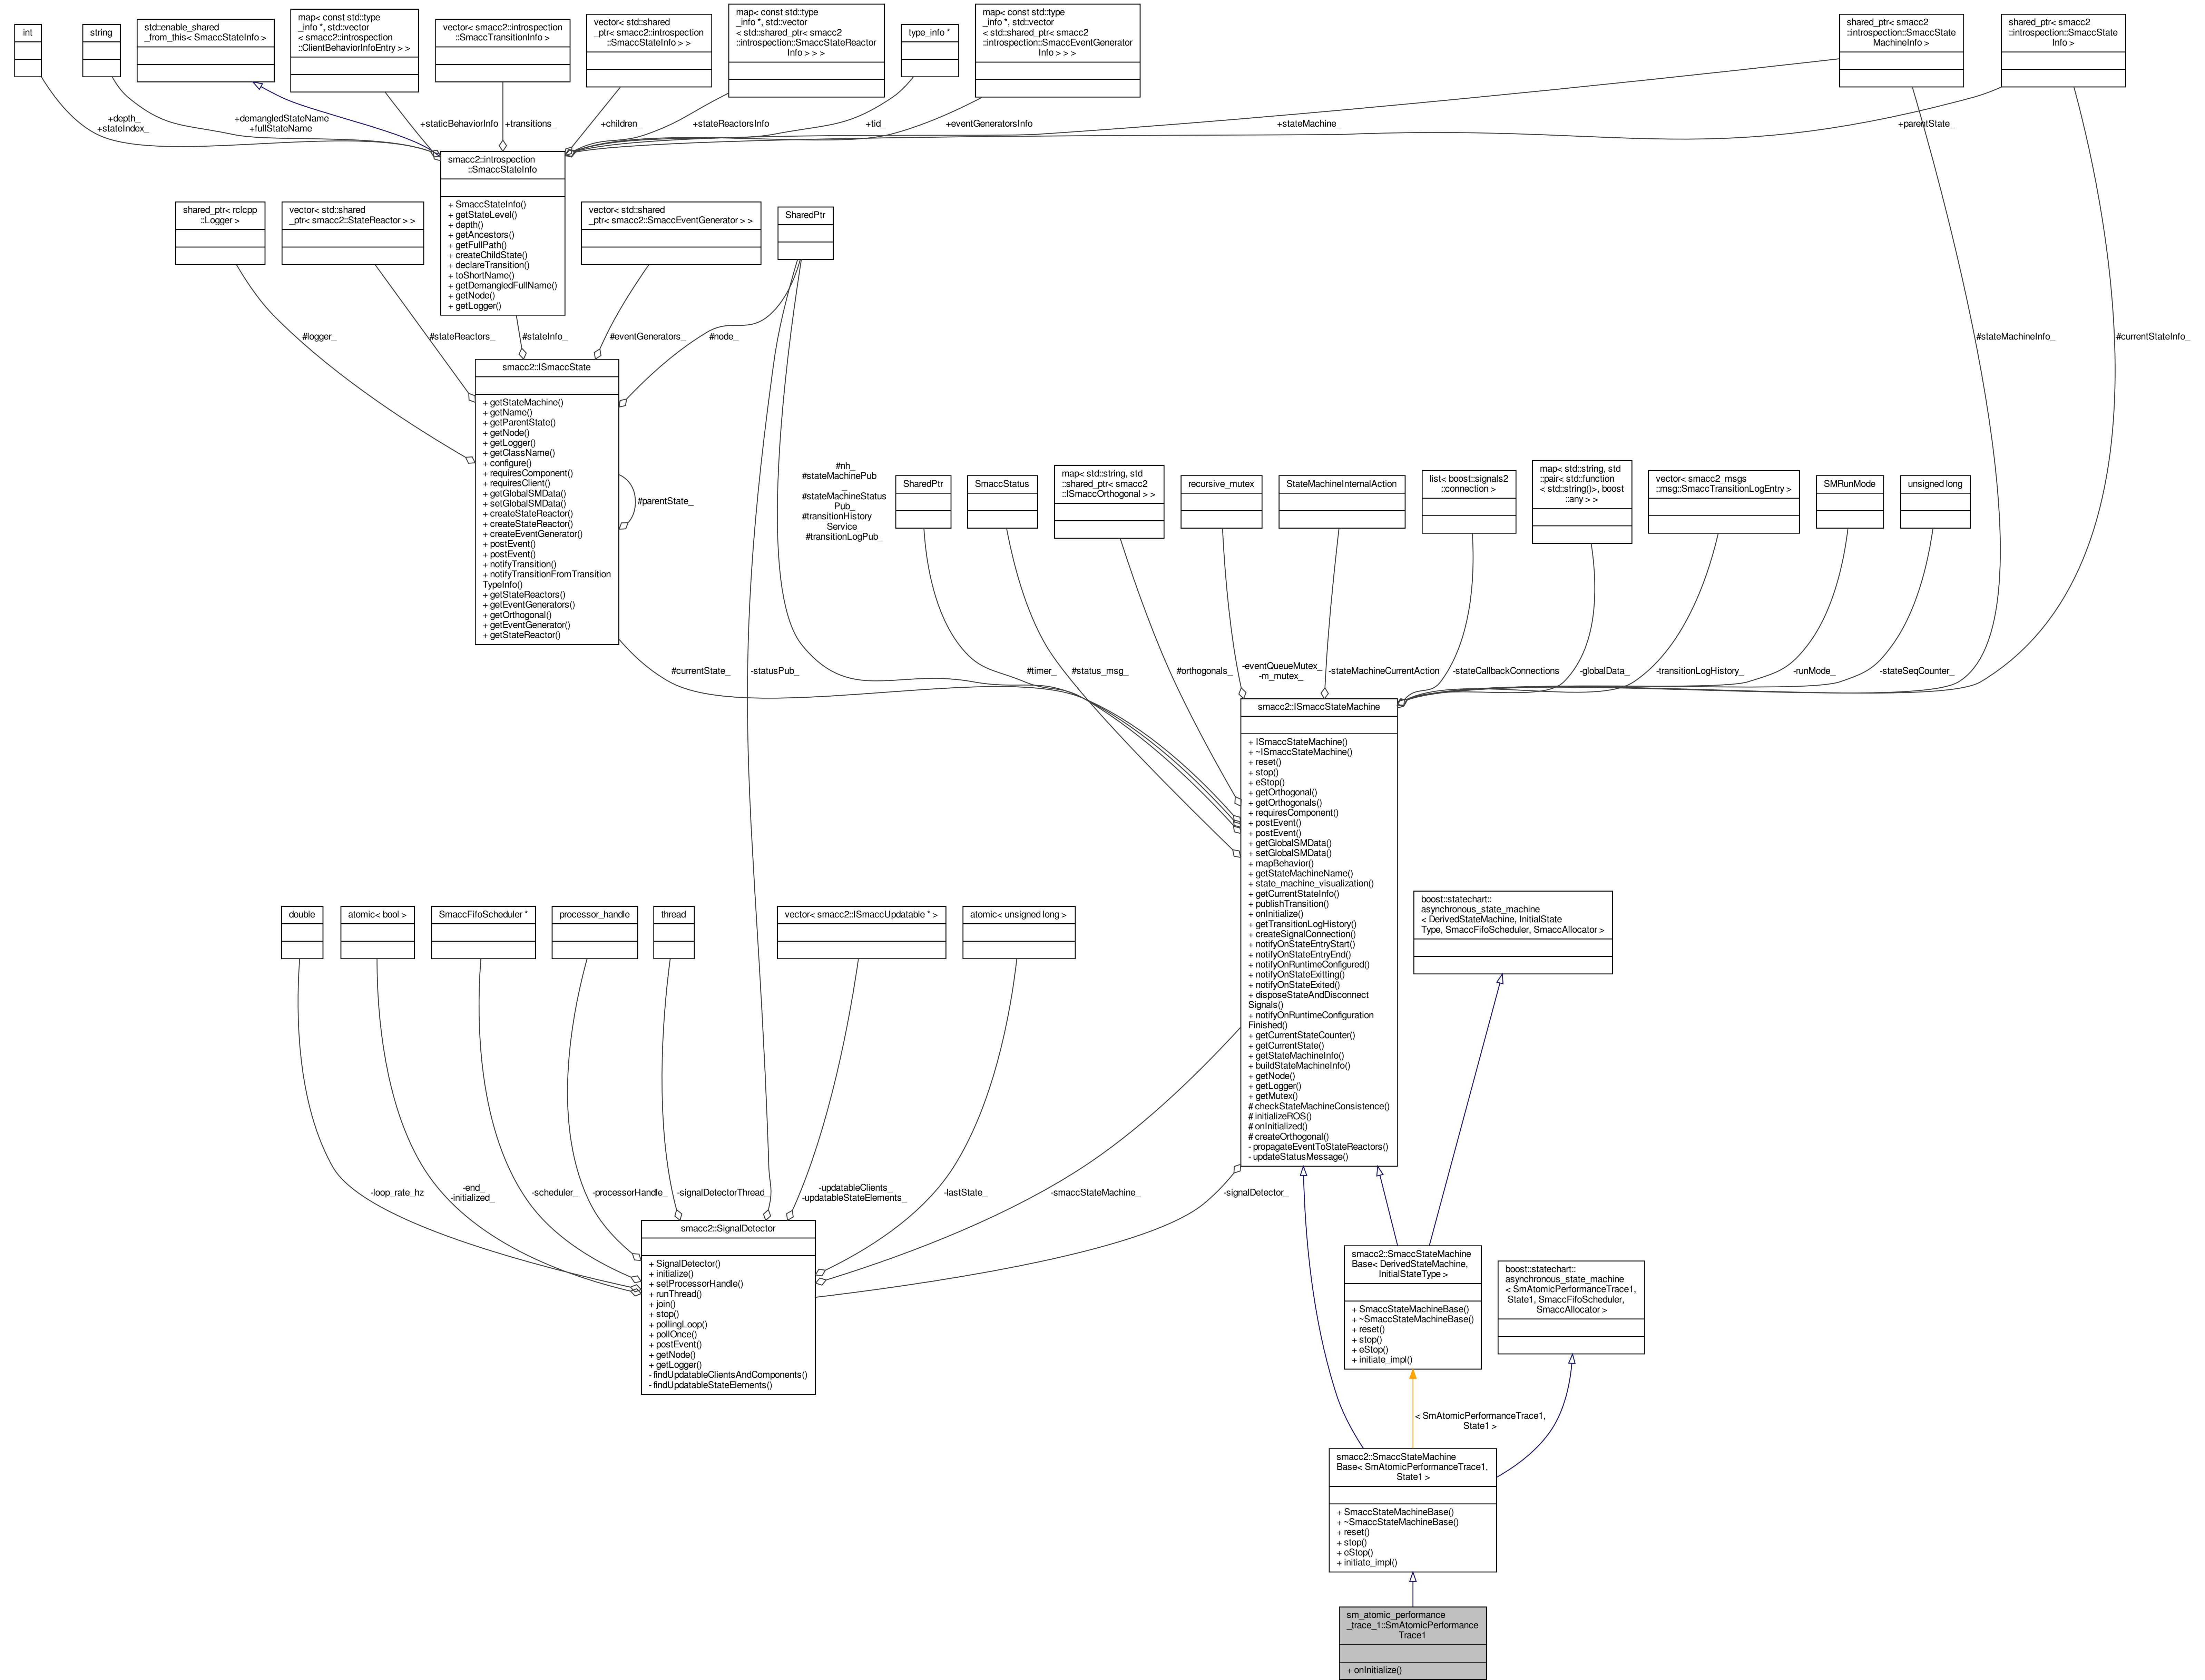 int
string
std::enable_shared
_from_this< SmaccStateInfo >
map< const std::type
_info *, std::vector
< smacc2::introspection
::ClientBehaviorInfoEntry > >
vector< smacc2::introspection
::SmaccTransitionInfo >
vector< std::shared
_ptr< smacc2::introspection
::SmaccStateInfo > >
map< const std::type
_info *, std::vector
< std::shared_ptr< smacc2
::introspection::SmaccStateReactor
Info > > >
type_info *
map< const std::type
_info *, std::vector
< std::shared_ptr< smacc2
::introspection::SmaccEventGenerator
Info > > >
shared_ptr< smacc2
::introspection::SmaccState
MachineInfo >
shared_ptr< smacc2
::introspection::SmaccState
Info >
+depth_
+stateIndex_
+demangledStateName
+fullStateName
+staticBehaviorInfo
+transitions_
+children_
+stateReactorsInfo
+tid_
+eventGeneratorsInfo
+stateMachine_
+parentState_
smacc2::introspection
::SmaccStateInfo
+ SmaccStateInfo()
+ getStateLevel()
+ depth()
+ getAncestors()
+ getFullPath()
+ createChildState()
+ declareTransition()
+ toShortName()
+ getDemangledFullName()
+ getNode()
+ getLogger()
shared_ptr< rclcpp
::Logger >
vector< std::shared
_ptr< smacc2::StateReactor > >
vector< std::shared
_ptr< smacc2::SmaccEventGenerator > >
SharedPtr
#logger_
#stateReactors_
#stateInfo_
#eventGenerators_
#node_
#stateMachineInfo_
#currentStateInfo_
smacc2::ISmaccState
+ getStateMachine()
+ getName()
+ getParentState()
+ getNode()
+ getLogger()
+ getClassName()
+ configure()
+ requiresComponent()
+ requiresClient()
+ getGlobalSMData()
+ setGlobalSMData()
+ createStateReactor()
+ createStateReactor()
+ createEventGenerator()
+ postEvent()
+ postEvent()
+ notifyTransition()
+ notifyTransitionFromTransition
TypeInfo()
+ getStateReactors()
+ getEventGenerators()
+ getOrthogonal()
+ getEventGenerator()
+ getStateReactor()
#parentState_
#nh_
#stateMachinePub
_
#stateMachineStatus
Pub_
#transitionHistory
Service_
#transitionLogPub_
SharedPtr
SmaccStatus
map< std::string, std
::shared_ptr< smacc2
::ISmaccOrthogonal > >
recursive_mutex
StateMachineInternalAction
list< boost::signals2
::connection >
map< std::string, std
::pair< std::function
< std::string()>, boost
::any > >
vector< smacc2_msgs
::msg::SmaccTransitionLogEntry >
SMRunMode
unsigned long
#currentState_
-statusPub_
#timer_
#status_msg_
#orthogonals_
-eventQueueMutex_
-m_mutex_
-stateMachineCurrentAction
-stateCallbackConnections
-globalData_
-transitionLogHistory_
-runMode_
-stateSeqCounter_
smacc2::ISmaccStateMachine
+ ISmaccStateMachine()
+ ~ISmaccStateMachine()
+ reset()
+ stop()
+ eStop()
+ getOrthogonal()
+ getOrthogonals()
+ requiresComponent()
+ postEvent()
+ postEvent()
+ getGlobalSMData()
+ setGlobalSMData()
+ mapBehavior()
+ getStateMachineName()
+ state_machine_visualization()
+ getCurrentStateInfo()
+ publishTransition()
+ onInitialize()
+ getTransitionLogHistory()
+ createSignalConnection()
+ notifyOnStateEntryStart()
+ notifyOnStateEntryEnd()
+ notifyOnRuntimeConfigured()
+ notifyOnStateExitting()
+ notifyOnStateExited()
+ disposeStateAndDisconnect
Signals()
+ notifyOnRuntimeConfiguration
Finished()
+ getCurrentStateCounter()
+ getCurrentState()
+ getStateMachineInfo()
+ buildStateMachineInfo()
+ getNode()
+ getLogger()
+ getMutex()
# checkStateMachineConsistence()
# initializeROS()
# onInitialized()
# createOrthogonal()
- propagateEventToStateReactors()
- updateStatusMessage()
boost::statechart::
asynchronous_state_machine
< DerivedStateMachine, InitialState
Type, SmaccFifoScheduler, SmaccAllocator >
double
atomic< bool >
SmaccFifoScheduler *
processor_handle
thread
vector< smacc2::ISmaccUpdatable * >
atomic< unsigned long >
-loop_rate_hz
-end_
-initialized_
-scheduler_
-processorHandle_
-signalDetectorThread_
-updatableClients_
-updatableStateElements_
-lastState_
-smaccStateMachine_
-signalDetector_
smacc2::SignalDetector
+ SignalDetector()
+ initialize()
+ setProcessorHandle()
+ runThread()
+ join()
+ stop()
+ pollingLoop()
+ pollOnce()
+ postEvent()
+ getNode()
+ getLogger()
- findUpdatableClientsAndComponents()
- findUpdatableStateElements()
smacc2::SmaccStateMachine
Base< DerivedStateMachine,
InitialStateType >
+ SmaccStateMachineBase()
+ ~SmaccStateMachineBase()
+ reset()
+ stop()
+ eStop()
+ initiate_impl()
boost::statechart::
asynchronous_state_machine
< SmAtomicPerformanceTrace1,
State1, SmaccFifoScheduler,
SmaccAllocator >
< SmAtomicPerformanceTrace1,
State1 >
smacc2::SmaccStateMachine
Base< SmAtomicPerformanceTrace1,
State1 >
+ SmaccStateMachineBase()
+ ~SmaccStateMachineBase()
+ reset()
+ stop()
+ eStop()
+ initiate_impl()
sm_atomic_performance
_trace_1::SmAtomicPerformance
Trace1
+ onInitialize()